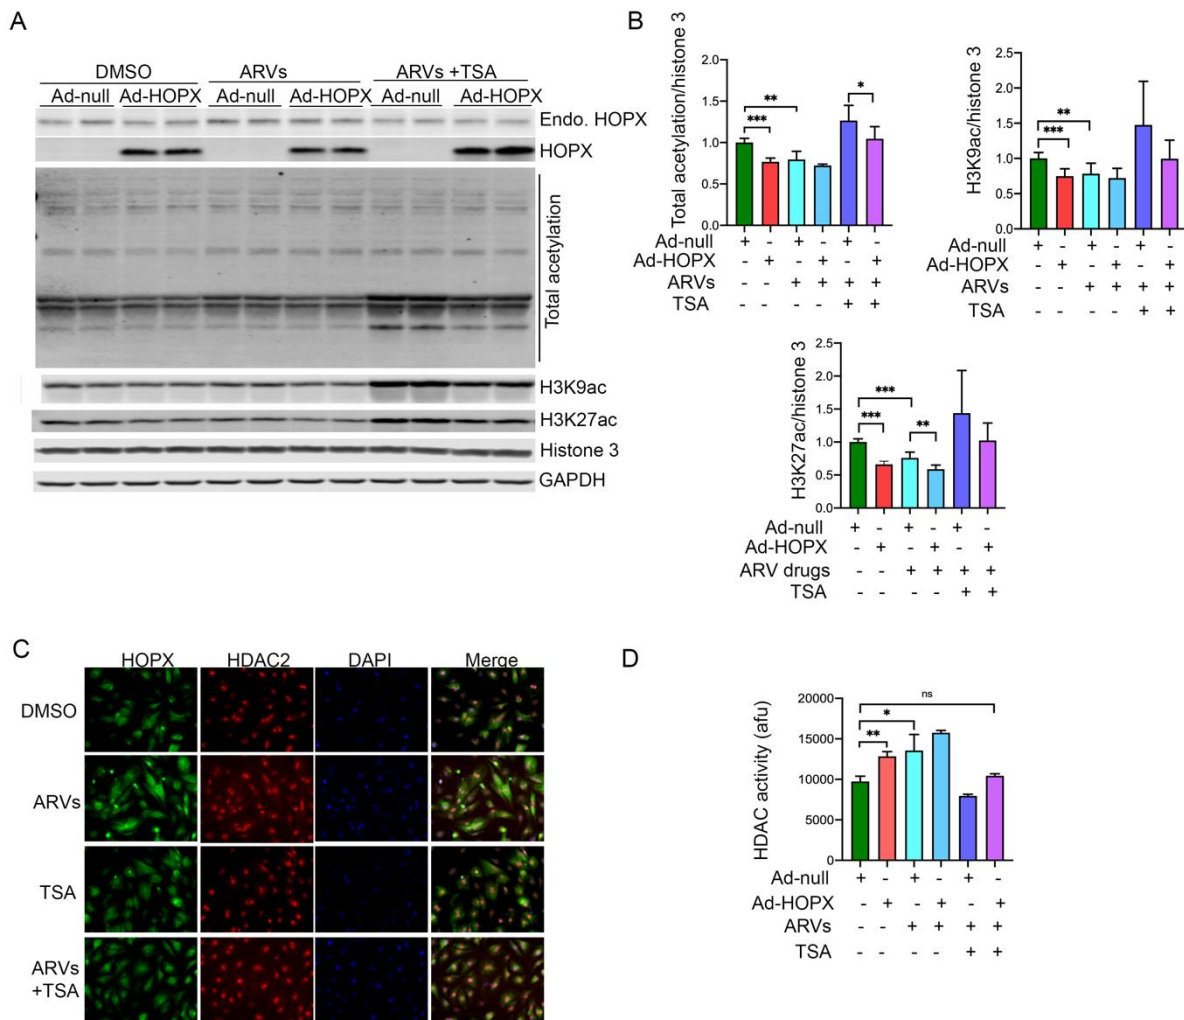 A
DMSO ARVs ARVs +TSA
Ad-null Ad-HOPX Ad-null Ad-HOPX Ad-null Ad-HOPX
Endo. HOPX
HOPX
Total acetylation
H3K9ac
H3K27ac
Histone 3
GAPDH
B
Total acetylation/histone 3
2.0
1.5
1.0
0.5
0.0
*** ** *
Ad-null + - + - + -
Ad-HOPX - + - + - +
ARVs - - + + + +
TSA - - - - + +
H3K9ac/histone 3
2.5
2.0
1.5
1.0
0.5
0.0
**
***
Ad-null + - + - + -
Ad-HOPX - + - + - +
ARVs - - + + + +
TSA - - - - + +
H3K27ac/histone 3
2.5
2.0
1.5
1.0
0.5
0.0
***
*** **
Ad-null + - + - + -
Ad-HOPX - + - + - +
ARV drugs - - + + + +
TSA - - - - + +
C
HOPX HDAC2 DAPI Merge
DMSO
ARVs
TSA
ARVs
+TSA
D
HDAC activity (afu)
20000
15000
10000
5000
0
ns
*
**
Ad-null + - + - + -
Ad-HOPX - + - + - +
ARVs - - + + + +
TSA - - - - + +